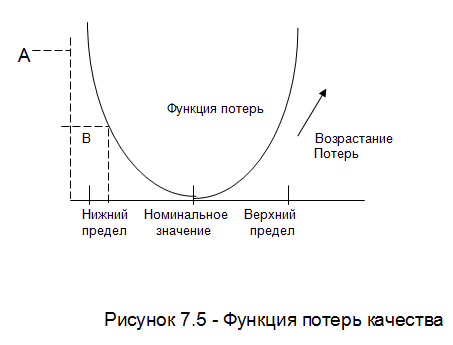 А
В
Функция потерь
Возрастание
Потерь
Нижний
предел
Номинальное
значение
Верхний
предел
Рисунок 7.5 - Функция потерь качества